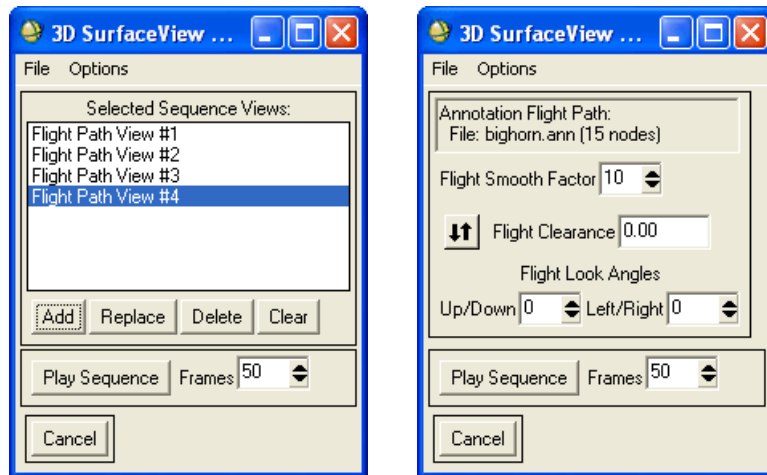 3D SurfaceView ...
File Options
Selected Sequence Views:
Flight Path View #1
Flight Path View #2
Flight Path View #3
Flight Path View #4
Add Replace Delete Clear
Play Sequence Frames 50
Cancel
3D SurfaceView ...
File Options
Annotation Flight Path:
File: bighorn.ann (15 nodes)
Flight Smooth Factor 10
Flight Clearance 0.00
Flight Look Angles
Up/Down 0 Left/Right 0
Play Sequence Frames 50
Cancel